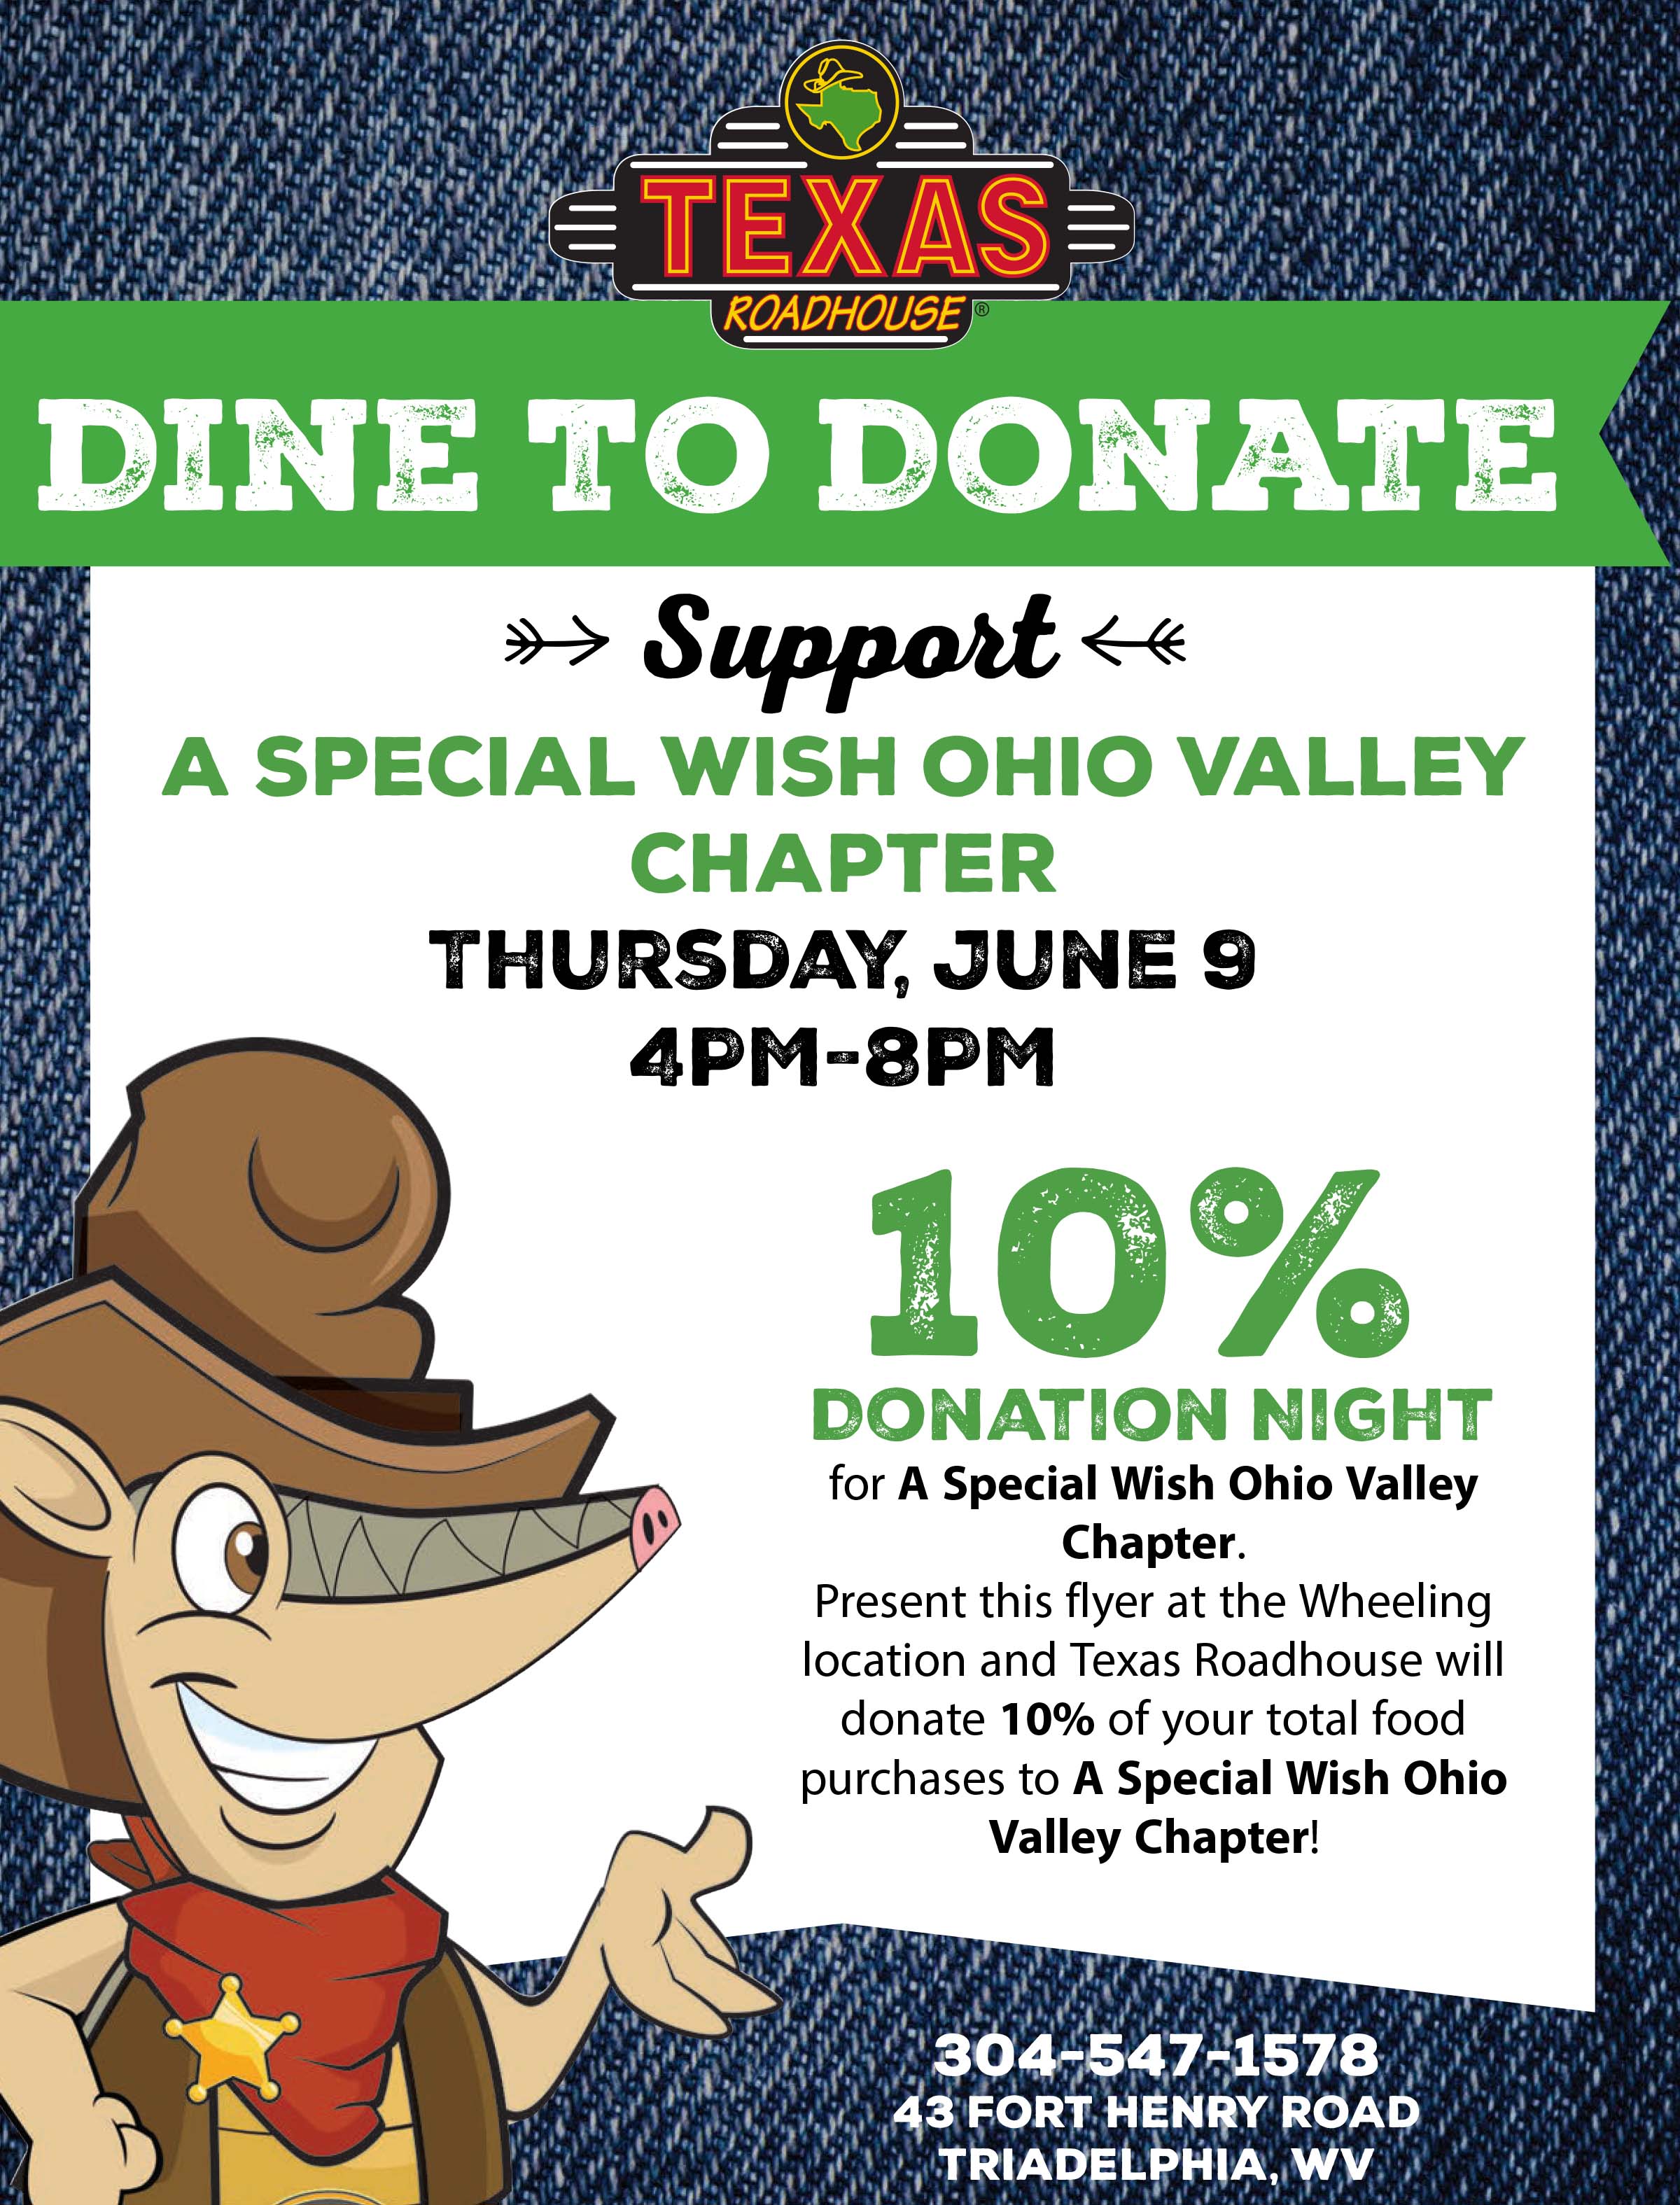 TEXAS
ROADHOUSE ®
DINE TO DONATE
Support
A SPECIAL WISH OHIO VALLEY
CHAPTER
THURSDAY, JUNE 9
4PM-8PM
10%
DONATION NIGHT
for A Special Wish Ohio Valley
Chapter.
Present this flyer at the Wheeling
location and Texas Roadhouse will
donate 10% of your total food
purchases to A Special Wish Ohio
Valley Chapter!
304-547-1578
43 FORT HENRY ROAD
TRIADELPHIA, WV